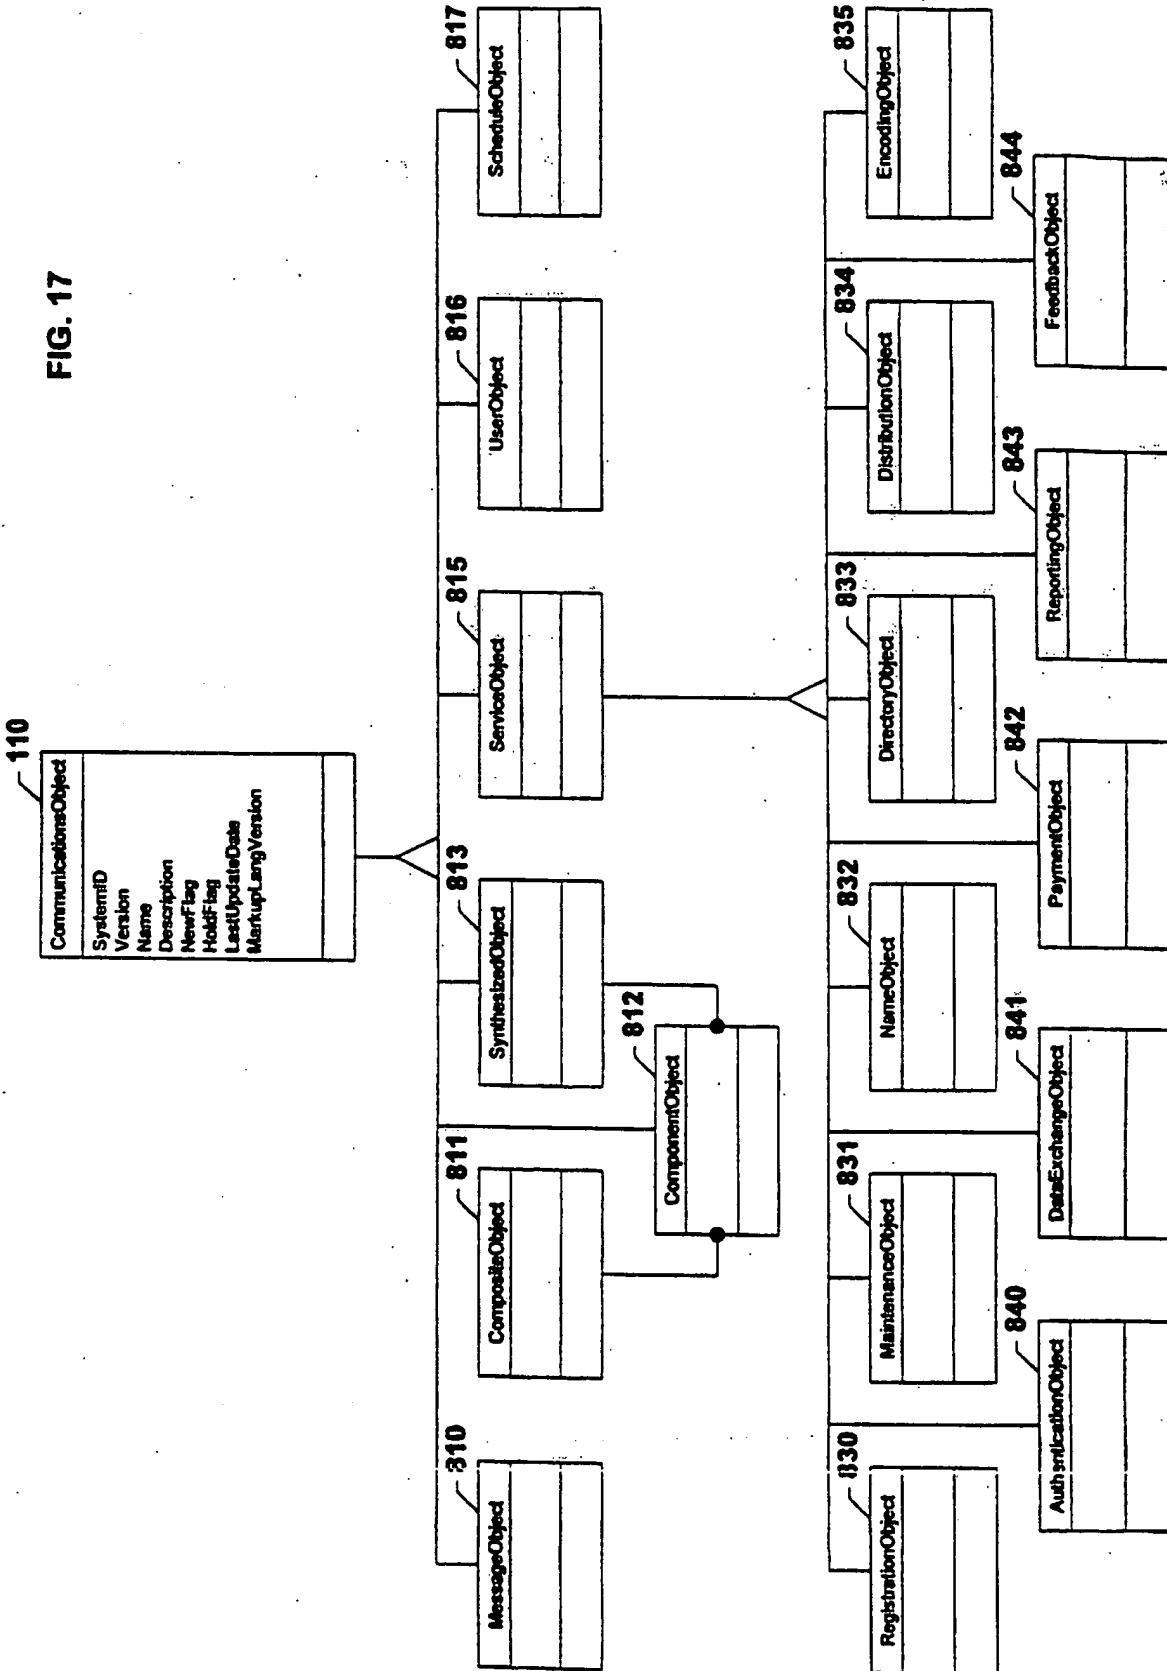 FIG. 17
110
CommunicationsObject
SystemID
Version
Name
Description
NewFlag
HoldFlag
LastUpdateDate
MarkupLangVersion
810
MessageObject
811
CompositeObject
813
SynthesizedObject
815
ServiceObject
816
UserObject
817
ScheduleObject
812
ComponentObject
830
RegistrationObject
831
MaintenanceObject
832
NameObject
833
DirectoryObject
834
DistributionObject
835
EncodingObject
840
AuthenticationObject
841
DataExchangeObject
842
PaymentObject
843
ReportingObject
844
FeedbackObject